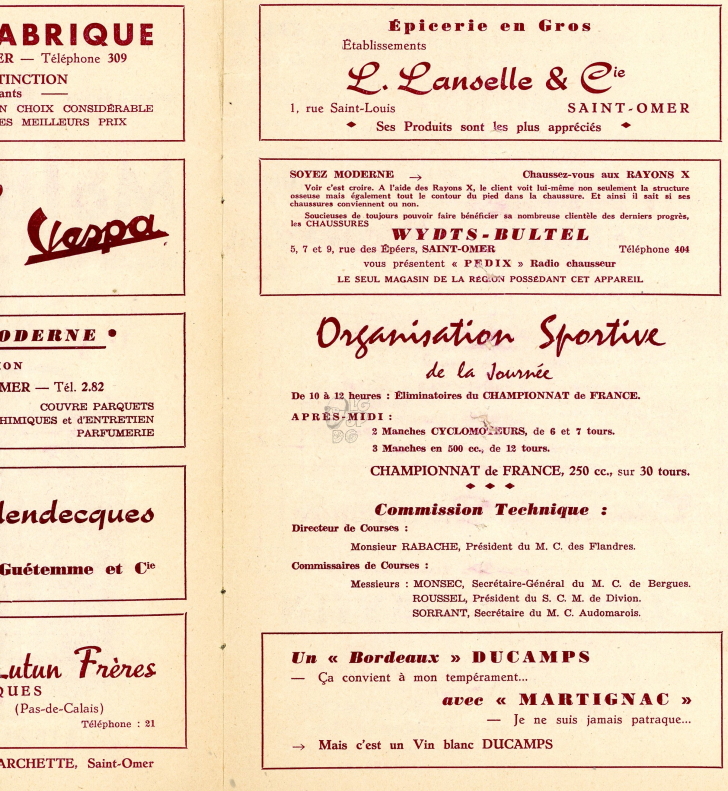 ABRIQUE
ER — Téléphone 309
TINCTION
ants —
N CHOIX CONSIDÉRABLE
ES MEILLEURS PRIX
Vespa
ODERNE •
ION
MER — Tél. 2.82
COUVRE PARQUETS
HIMIQUES et d'ENTRETIEN
PARFUMERIE
lendecques
Guétemme et Cie
Lutun Frères
QUES
(Pas-de-Calais)
Téléphone : 21
ARCHETTE, Saint-Omer
Épicerie en Gros
Établissements
L. Lanselle & Cie
1, rue Saint-Louis SAINT-OMER
Ses Produits sont les plus appréciés
SOYEZ MODERNE → Chaussez-vous aux RAYONS X
Voir c'est croire. A l'aide des Rayons X, le client voit lui-même non seulement la structure
osseuse mais également tout le contour du pied dans la chaussure. Et ainsi il sait si ses
chaussures conviennent ou non.
Soucieuses de toujours pouvoir faire bénéficier sa nombreuse clientèle des derniers progrès,
les CHAUSSURES
WYDTS-BULTEL
5, 7 et 9, rue des Épéers, SAINT-OMER Téléphone 404
vous présentent « PEDIX » Radio chausseur
LE SEUL MAGASIN DE LA RÉGION POSSÉDANT CET APPAREIL
Organisation Sportive
de la Journée
De 10 à 12 heures : Éliminatoires du CHAMPIONNAT de FRANCE.
APRÈS-MIDI :
2 Manches CYCLOMOTEURS, de 6 et 7 tours.
3 Manches en 500 cc., de 12 tours.
CHAMPIONNAT de FRANCE, 250 cc., sur 30 tours.
Commission Technique :
Directeur de Courses :
Monsieur RABACHE, Président du M. C. des Flandres.
Commissaires de Courses :
Messieurs : MONSEC, Secrétaire-Général du M. C. de Bergues.
ROUSSEL, Président du S. C. M. de Divion.
SORRANT, Secrétaire du M. C. Audomarois.
Un « Bordeaux » DUCAMPS
— Ça convient à mon tempérament...
avec « MARTIGNAC »
— Je ne suis jamais patraque...
→ Mais c'est un Vin blanc DUCAMPS